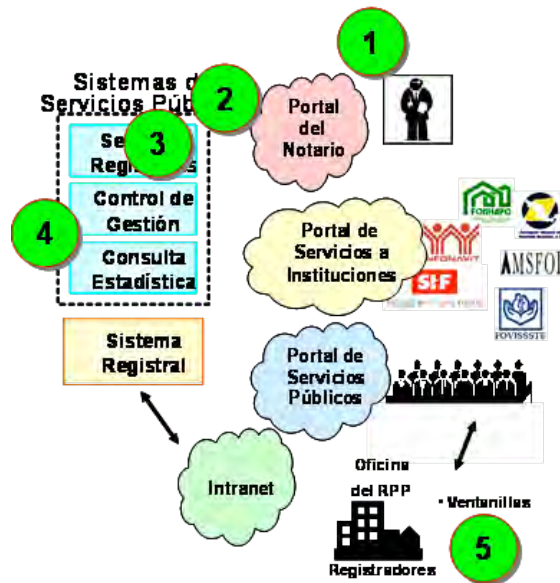 1
Sistemas d
Servicios Púb
2
Portal
del
Notario
3
Control de
Gestión
4
Consulta
Estadística
Portal de
Servicios a
Instituciones
FONHAPO
INFONAVIT
SHF
AMSFOL
FOVISSSTE
Sistema
Registral
Portal de
Servicios
Públicos
Intranet
Oficina
del RPP
• Ventanillas
Registradores
5